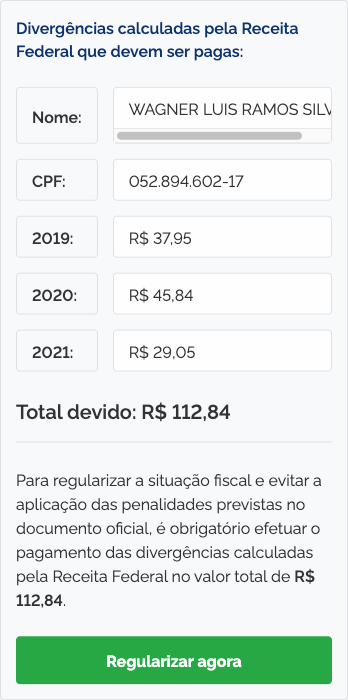 Divergências calculadas pela Receita
Federal que devem ser pagas:
Nome: WAGNER LUIS RAMOS SILV
CPF: 052.894.602-17
2019: R$ 37,95
2020: R$ 45,84
2021: R$ 29,05
Total devido: R$ 112,84
Para regularizar a situação fiscal e evitar a
aplicação das penalidades previstas no
documento oficial, é obrigatório efetuar o
pagamento das divergências calculadas
pela Receita Federal no valor total de R$
112,84.
Regularizar agora